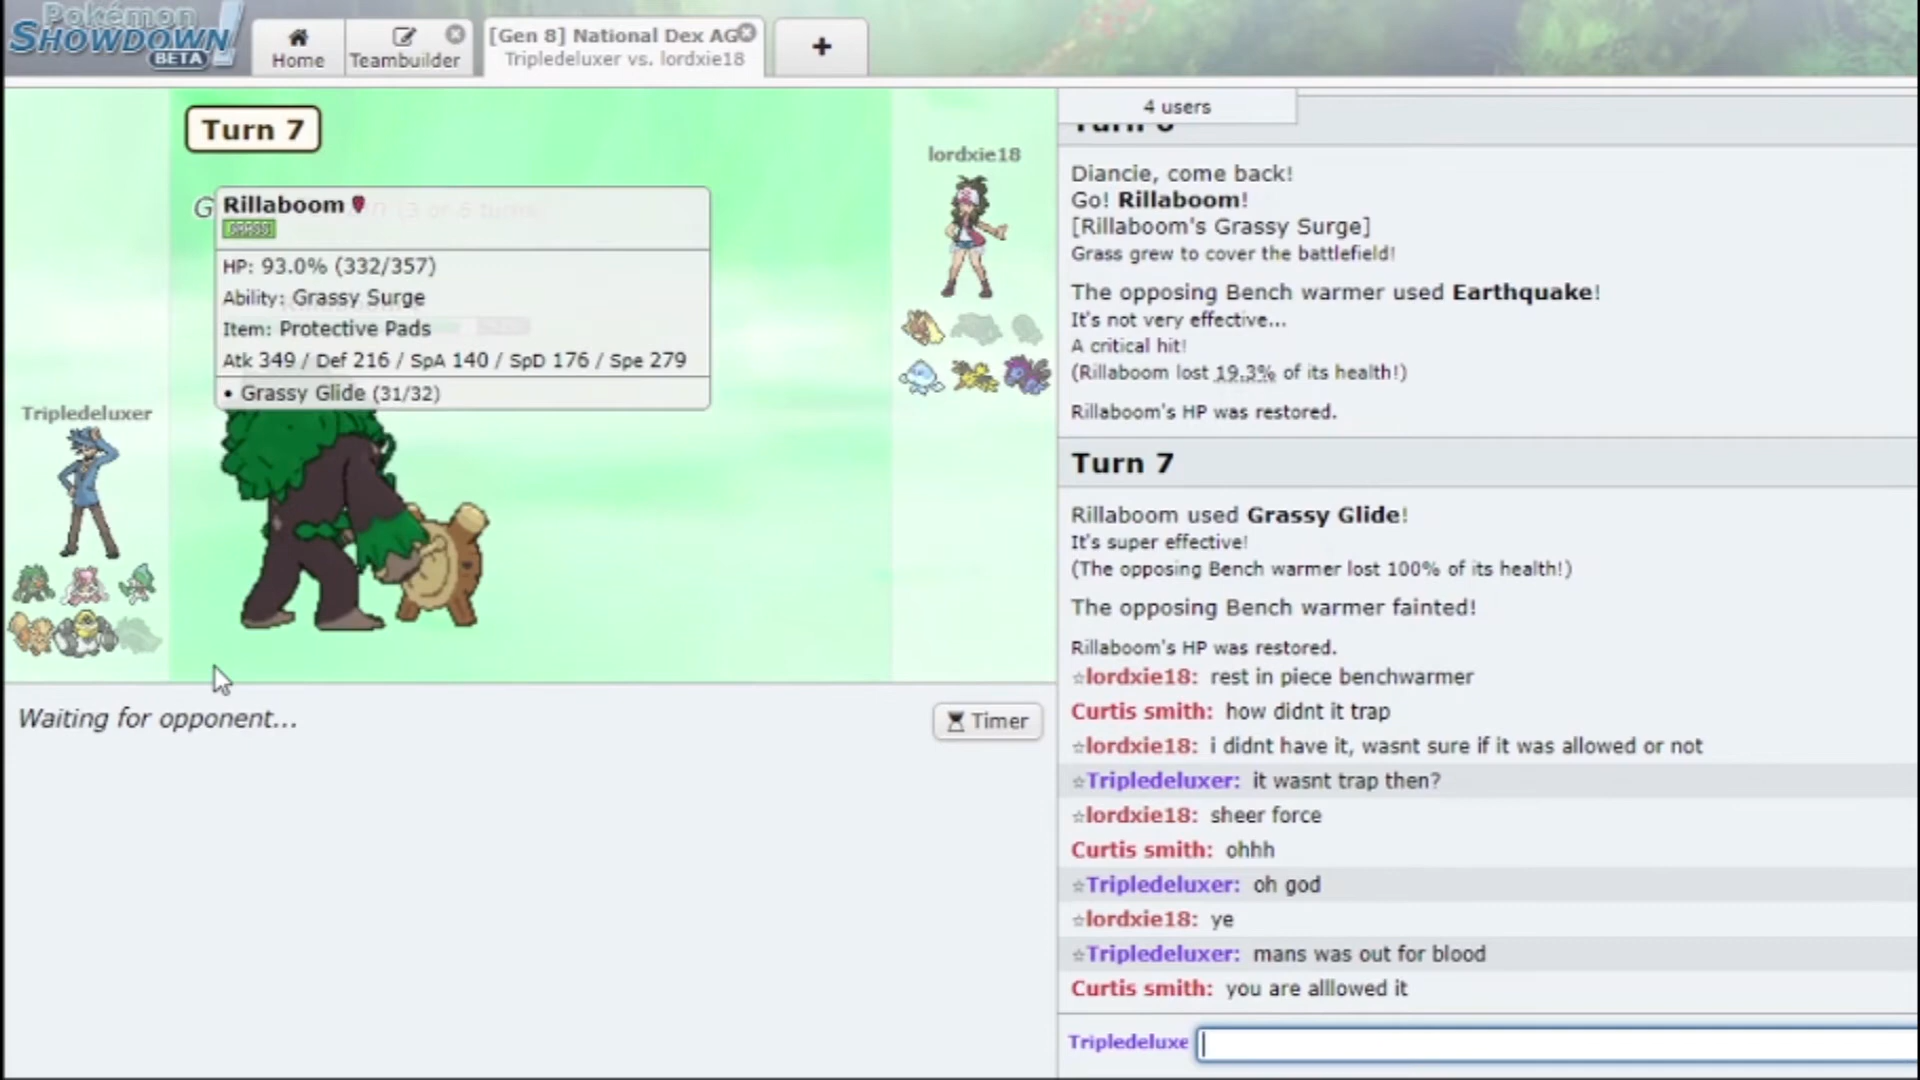 Pokémon
SHOWDOWN!
BETA
Home
Teambuilder
[Gen 8] National Dex AG
Tripledeluxer vs. lordxie18
+
Turn 7
Rillaboom
GRASS
HP: 93.0% (332/357)
Ability: Grassy Surge
Item: Protective Pads
Atk 349 / Def 216 / SpA 140 / SpD 176 / Spe 279
• Grassy Glide (31/32)
lordxie18
Tripledeluxer
Waiting for opponent...
Timer
4 users
Turn 6
Diancie, come back!
Go! Rillaboom!
[Rillaboom's Grassy Surge]
Grass grew to cover the battlefield!
The opposing Bench warmer used Earthquake!
It's not very effective...
A critical hit!
(Rillaboom lost 19.3% of its health!)
Rillaboom's HP was restored.
Turn 7
Rillaboom used Grassy Glide!
It's super effective!
(The opposing Bench warmer lost 100% of its health!)
The opposing Bench warmer fainted!
Rillaboom's HP was restored.
☆lordxie18: rest in piece benchwarmer
Curtis smith: how didnt it trap
☆lordxie18: i didnt have it, wasnt sure if it was allowed or not
☆Tripledeluxer: it wasnt trap then?
☆lordxie18: sheer force
Curtis smith: ohhh
☆Tripledeluxer: oh god
☆lordxie18: ye
☆Tripledeluxer: mans was out for blood
Curtis smith: you are alllowed it
Tripledeluxe